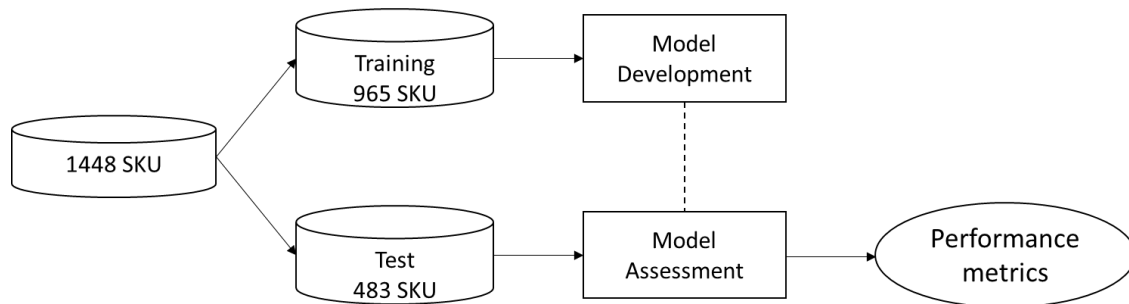 Training
965 SKU
Model
Development
1448 SKU
Test
483 SKU
Model
Assessment
Performance
metrics